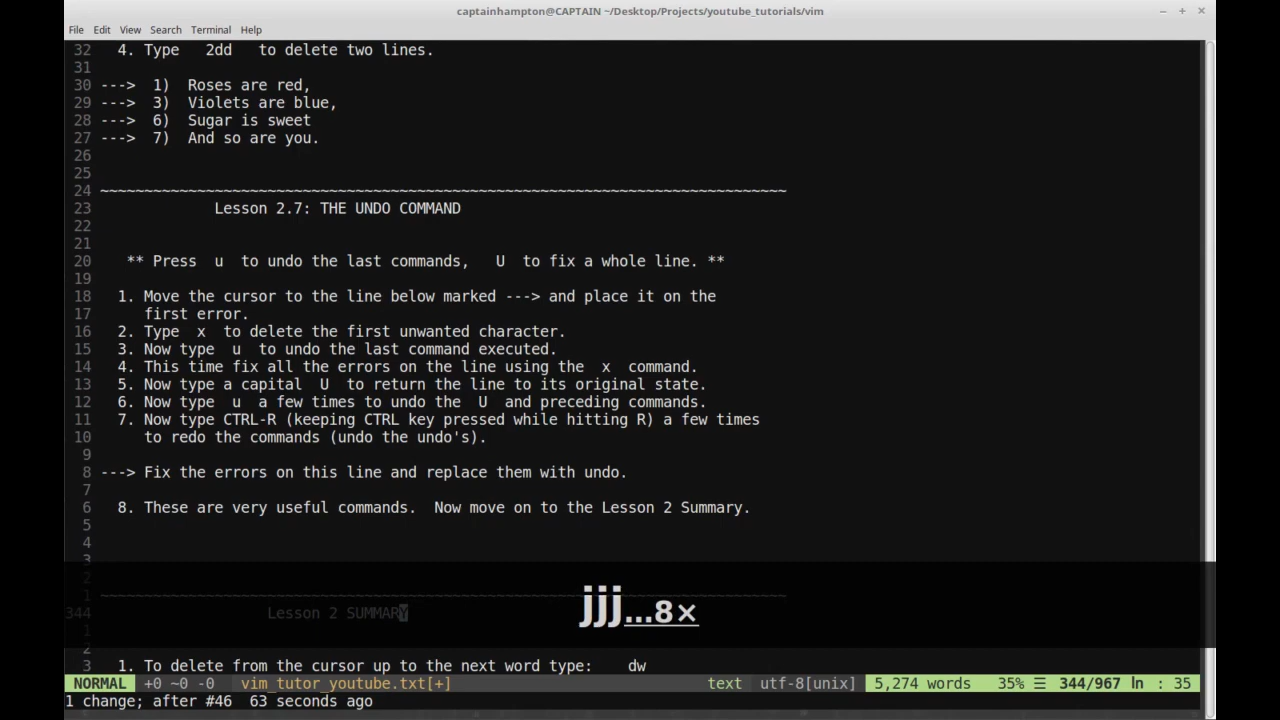 captainhampton@CAPTAIN ~/Desktop/Projects/youtube_tutorials/vim
File Edit View Search Terminal Help
32 4. Type 2dd to delete two lines.
31
30 ---> 1) Roses are red,
29 ---> 3) Violets are blue,
28 ---> 6) Sugar is sweet
27 ---> 7) And so are you.
26
25
24 ~~~~~~~~~~~~~~~~~~~~~~~~~~~~~~~~~~~~~~~~~~~~~~~~~~~~~~~~~~~~~~~~~~~~~~~~~~~~~~
23 Lesson 2.7: THE UNDO COMMAND
22
21
20 ** Press u to undo the last commands, U to fix a whole line. **
19
18 1. Move the cursor to the line below marked ---> and place it on the
17 first error.
16 2. Type x to delete the first unwanted character.
15 3. Now type u to undo the last command executed.
14 4. This time fix all the errors on the line using the x command.
13 5. Now type a capital U to return the line to its original state.
12 6. Now type u a few times to undo the U and preceding commands.
11 7. Now type CTRL-R (keeping CTRL key pressed while hitting R) a few times
10 to redo the commands (undo the undo's).
9
8 ---> Fix the errors on this line and replace them with undo.
7
6 8. These are very useful commands. Now move on to the Lesson 2 Summary.
5
4
3
2
1 ~~~~~~~~~~~~~~~~~~~~~~~~~~~~~~~~~~~~~~~~~~~~~~~~~~~~~~~~~~~~~~~~~~~~~~~~~~~~~~
344 Lesson 2 SUMMARY
jjj...8×
1
2
3 1. To delete from the cursor up to the next word type: dw
NORMAL +0 ~0 -0 vim_tutor_youtube.txt[+] text utf-8[unix] 5,274 words 35% ☰ 344/967 ln : 35
1 change; after #46 63 seconds ago